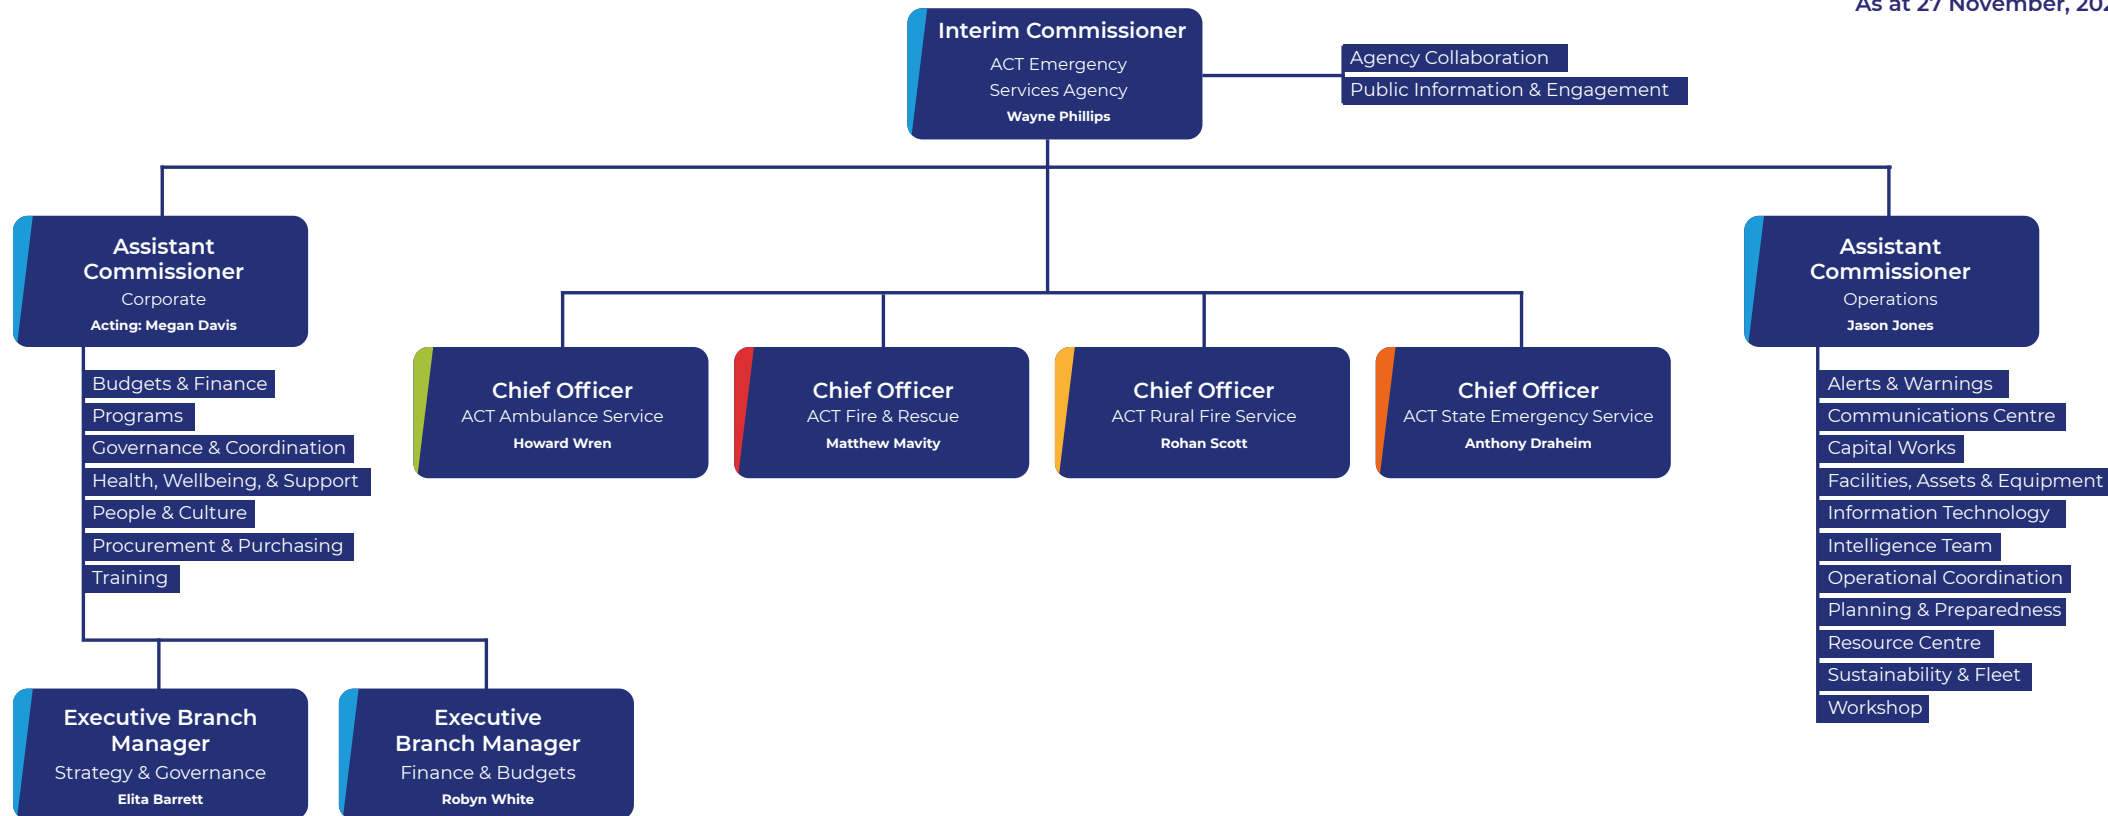 As at 27 November, 202
Interim Commissioner
ACT Emergency
Services Agency
Wayne Phillips
Agency Collaboration
Public Information & Engagement
Assistant
Commissioner
Corporate
Acting: Megan Davis
Budgets & Finance
Programs
Governance & Coordination
Health, Wellbeing, & Support
People & Culture
Procurement & Purchasing
Training
Executive Branch
Manager
Strategy & Governance
Elita Barrett
Executive
Branch Manager
Finance & Budgets
Robyn White
Chief Officer
ACT Ambulance Service
Howard Wren
Chief Officer
ACT Fire & Rescue
Matthew Mavity
Chief Officer
ACT Rural Fire Service
Rohan Scott
Chief Officer
ACT State Emergency Service
Anthony Draheim
Assistant
Commissioner
Operations
Jason Jones
Alerts & Warnings
Communications Centre
Capital Works
Facilities, Assets & Equipment
Information Technology
Intelligence Team
Operational Coordination
Planning & Preparedness
Resource Centre
Sustainability & Fleet
Workshop